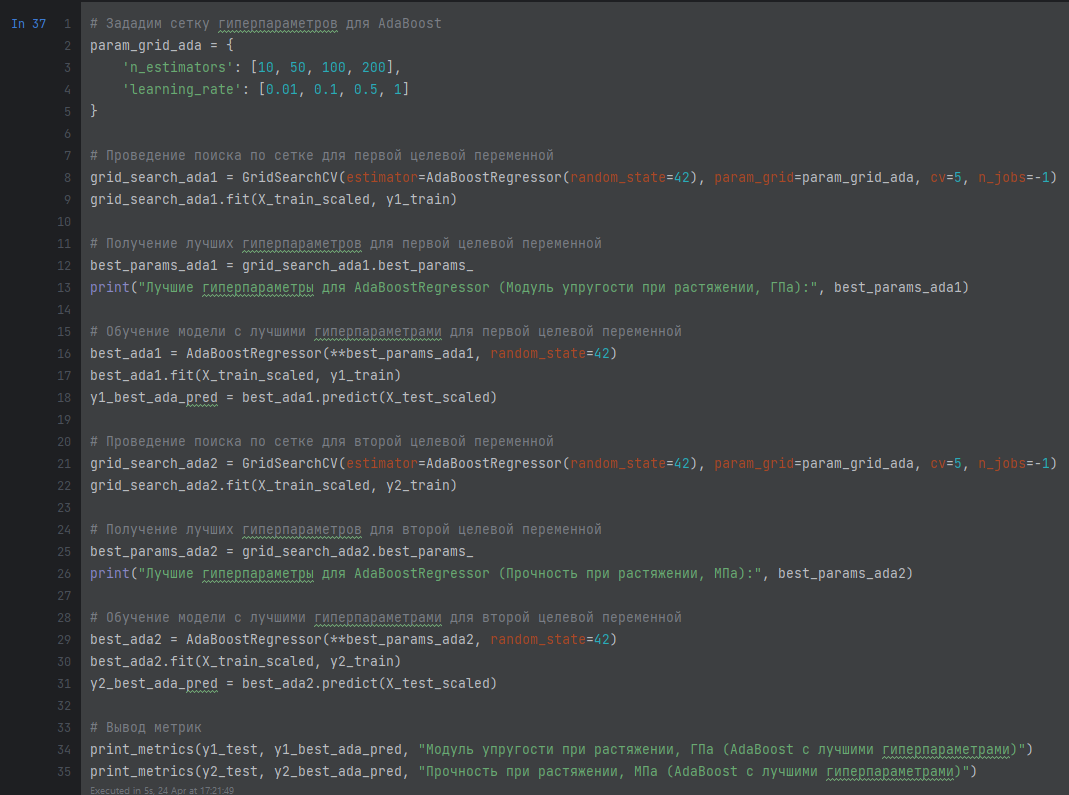 In 37 1 # Зададим сетку гиперпараметров для AdaBoost
2 param_grid_ada = {
3     'n_estimators': [10, 50, 100, 200],
4     'learning_rate': [0.01, 0.1, 0.5, 1]
5 }
6
7 # Проведение поиска по сетке для первой целевой переменной
8 grid_search_ada1 = GridSearchCV(estimator=AdaBoostRegressor(random_state=42), param_grid=param_grid_ada, cv=5, n_jobs=-1)
9 grid_search_ada1.fit(X_train_scaled, y1_train)
10
11 # Получение лучших гиперпараметров для первой целевой переменной
12 best_params_ada1 = grid_search_ada1.best_params_
13 print("Лучшие гиперпараметры для AdaBoostRegressor (Модуль упругости при растяжении, ГПа):", best_params_ada1)
14
15 # Обучение модели с лучшими гиперпараметрами для первой целевой переменной
16 best_ada1 = AdaBoostRegressor(**best_params_ada1, random_state=42)
17 best_ada1.fit(X_train_scaled, y1_train)
18 y1_best_ada_pred = best_ada1.predict(X_test_scaled)
19
20 # Проведение поиска по сетке для второй целевой переменной
21 grid_search_ada2 = GridSearchCV(estimator=AdaBoostRegressor(random_state=42), param_grid=param_grid_ada, cv=5, n_jobs=-1)
22 grid_search_ada2.fit(X_train_scaled, y2_train)
23
24 # Получение лучших гиперпараметров для второй целевой переменной
25 best_params_ada2 = grid_search_ada2.best_params_
26 print("Лучшие гиперпараметры для AdaBoostRegressor (Прочность при растяжении, МПа):", best_params_ada2)
27
28 # Обучение модели с лучшими гиперпараметрами для второй целевой переменной
29 best_ada2 = AdaBoostRegressor(**best_params_ada2, random_state=42)
30 best_ada2.fit(X_train_scaled, y2_train)
31 y2_best_ada_pred = best_ada2.predict(X_test_scaled)
32
33 # Вывод метрик
34 print_metrics(y1_test, y1_best_ada_pred, "Модуль упругости при растяжении, ГПа (AdaBoost с лучшими гиперпараметрами)")
35 print_metrics(y2_test, y2_best_ada_pred, "Прочность при растяжении, МПа (AdaBoost с лучшими гиперпараметрами)")
Executed in 5s, 24 Apr at 17:21:49